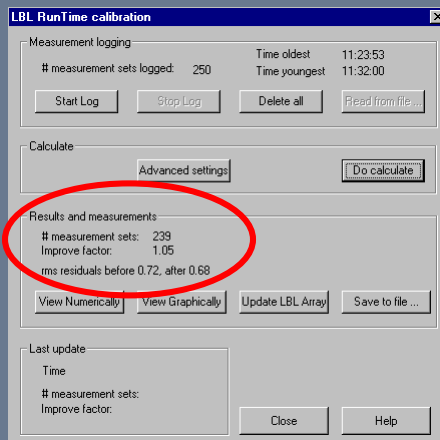 LBL RunTime calibration
Measurement logging
Time oldest 11:23:53
# measurement sets logged: 250 Time youngest 11:32:00
Start Log Stop Log Delete all Read from file ...
Calculate
Advanced settings Do calculate
Results and measurements
# measurement sets: 239
Improve factor: 1.05
rms residuals before 0.72, after 0.68
View Numerically View Graphically Update LBL Array Save to file ...
Last update
Time
# measurement sets:
Improve factor:
Close Help